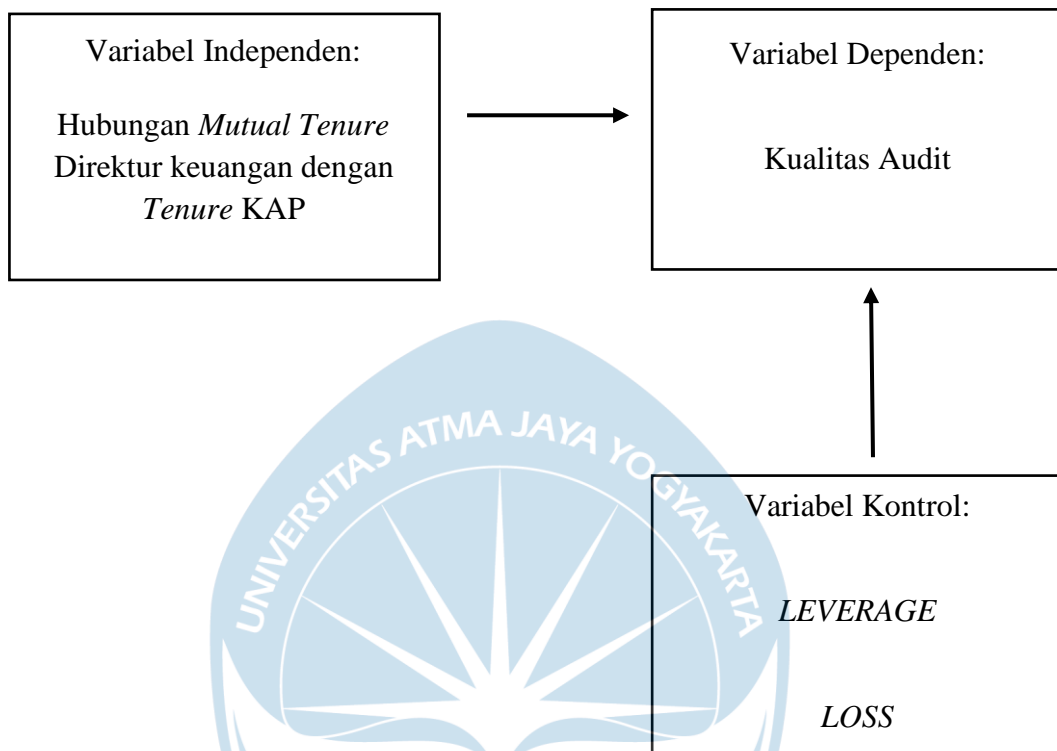 Variabel Independen:
Hubungan Mutual Tenure
Direktur keuangan dengan
Tenure KAP
Variabel Dependen:
Kualitas Audit
UNIVERSITAS ATMA JAYA YOGYAKARTA
Variabel Kontrol:
LEVERAGE
LOSS